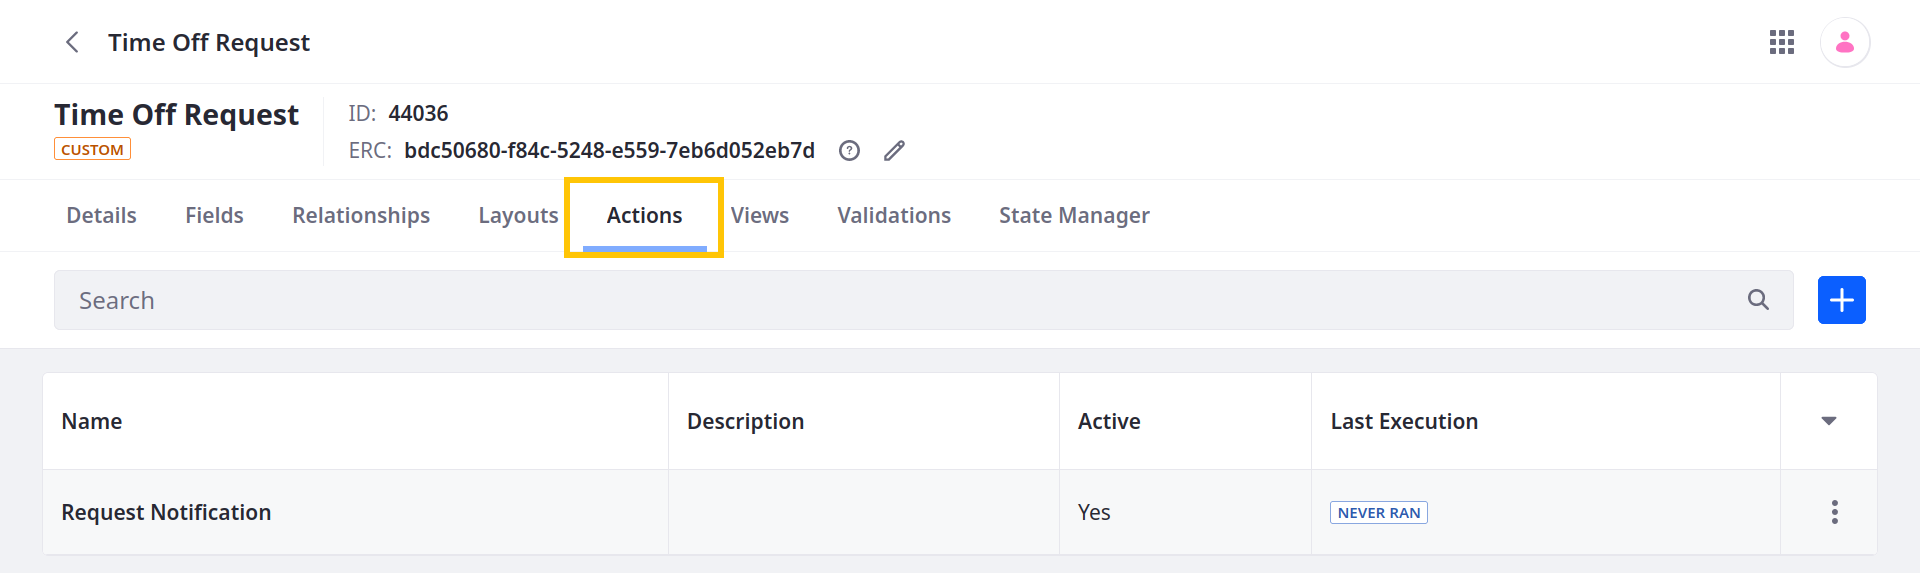 Time Off Request
Time Off Request
CUSTOM
ID: 44036
ERC: bdc50680-f84c-5248-e559-7eb6d052eb7d
Details Fields Relationships Layouts Actions Views Validations State Manager
Search
Name Description Active Last Execution
Request Notification Yes NEVER RAN